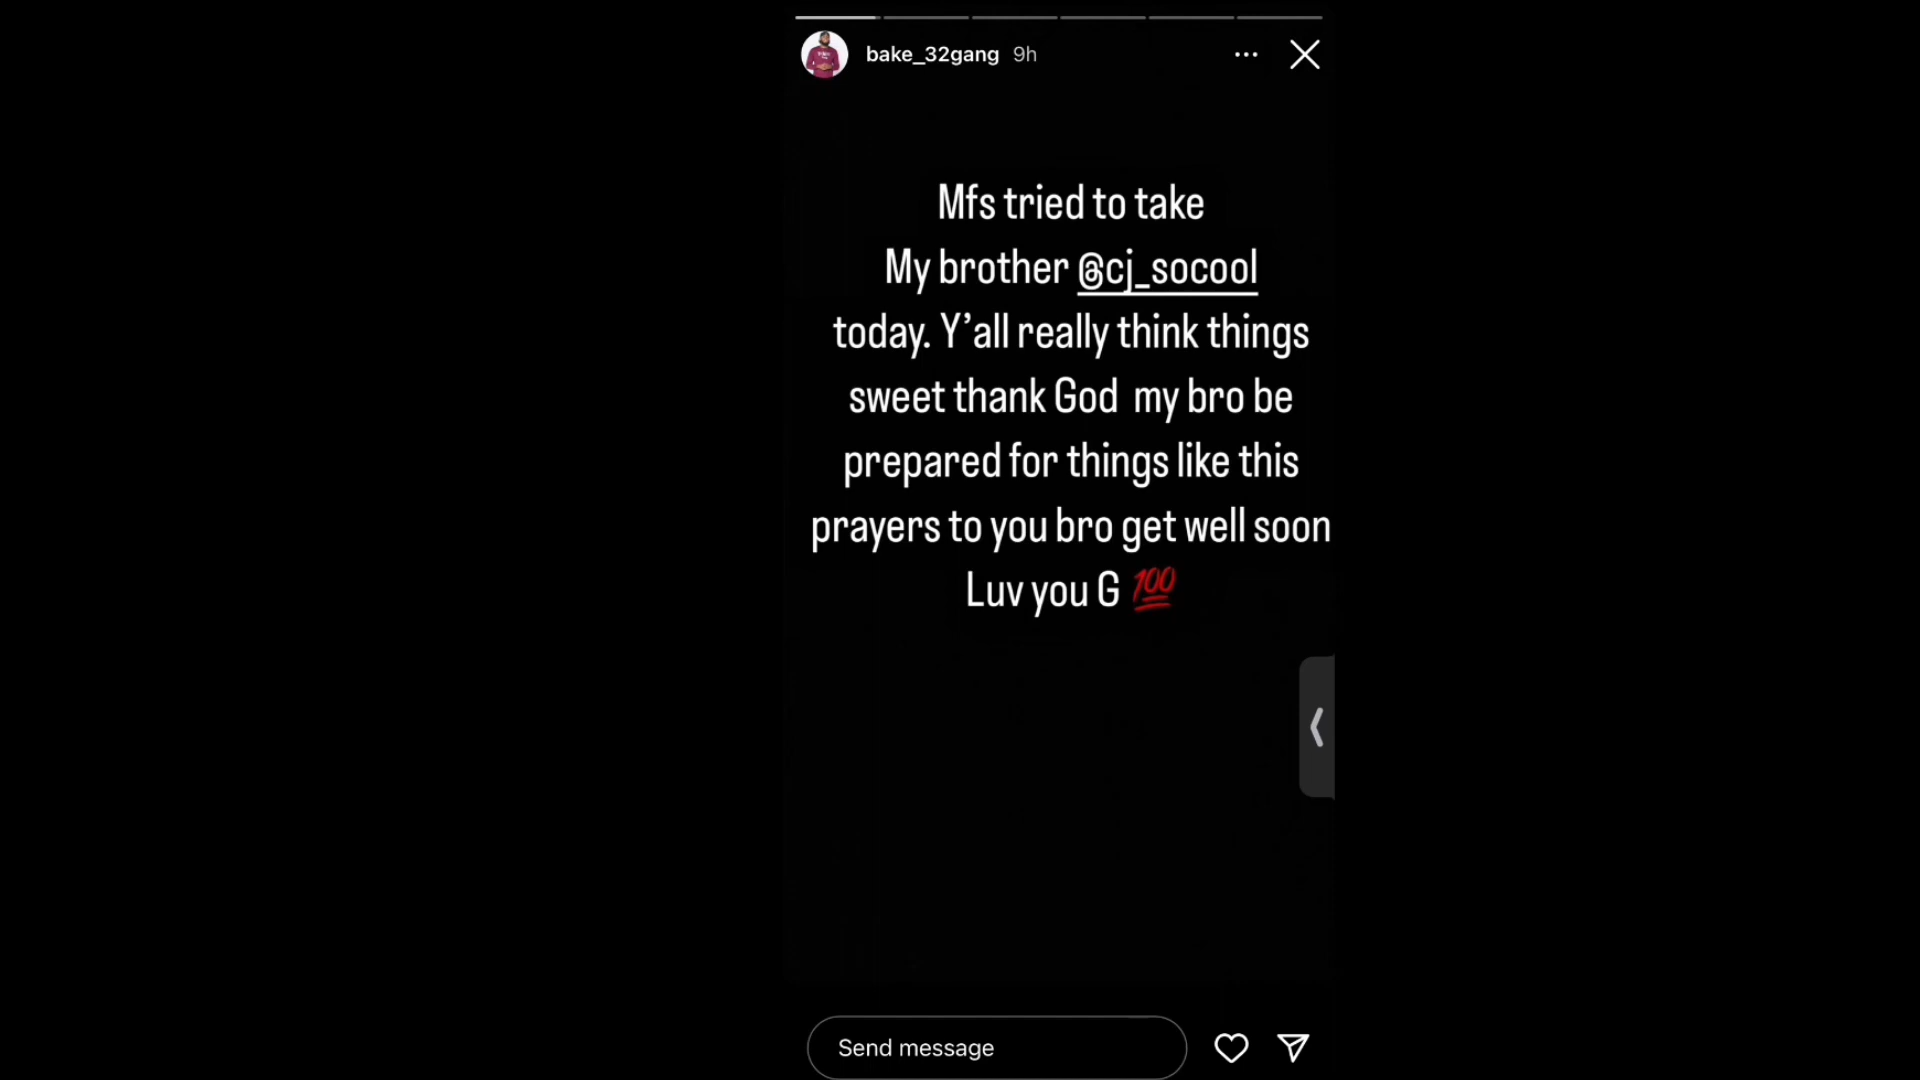 bake_32gang 9h
Mfs tried to take
My brother @cj_socool
today. Y'all really think things
sweet thank God my bro be
prepared for things like this
prayers to you bro get well soon
Luv you G 💯
Send message